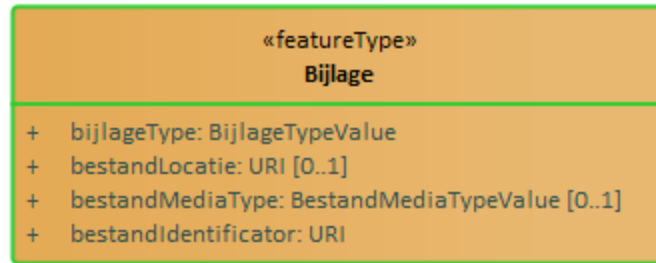 «featureType»
Bijlage
+ bijlageType: BijlageTypeValue
+ bestandLocatie: URI [0..1]
+ bestandMediaType: BestandMediaTypeValue [0..1]
+ bestandIdentificator: URI